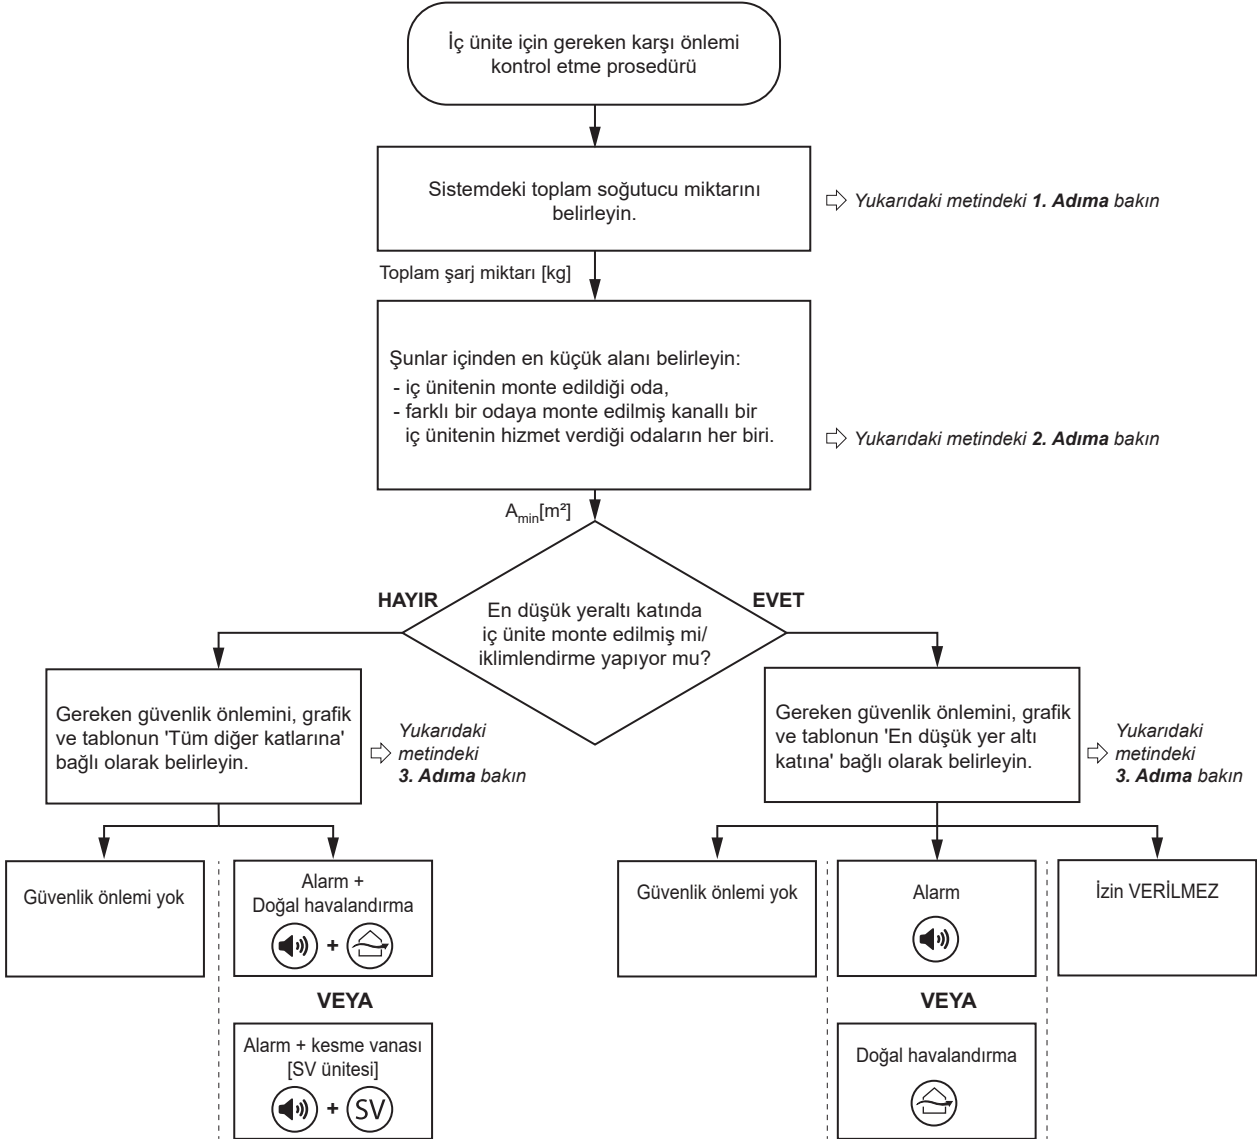 İç ünite için gereken karşı önlemi
kontrol etme prosedürü
Sistemdeki toplam soğutucu miktarını
belirleyin.
Yukarıdaki metindeki 1. Adıma bakın
Toplam şarj miktarı [kg]
Şunlar içinden en küçük alanı belirleyin:
- iç ünitenin monte edildiği oda,
- farklı bir odaya monte edilmiş kanallı bir
iç ünitenin hizmet verdiği odaların her biri.
Yukarıdaki metindeki 2. Adıma bakın
Amin[m²]
HAYIR
EVET
En düşük yeraltı katında
iç ünite monte edilmiş mi/
iklimlendirme yapıyor mu?
Gereken güvenlik önlemini, grafik
ve tablonun 'Tüm diğer katlarına'
bağlı olarak belirleyin.
Yukarıdaki
metindeki
3. Adıma bakın
Gereken güvenlik önlemini, grafik
ve tablonun 'En düşük yer altı
katına' bağlı olarak belirleyin.
Yukarıdaki
metindeki
3. Adıma bakın
Güvenlik önlemi yok
Alarm +
Doğal havalandırma
+
VEYA
Alarm + kesme vanası
[SV ünitesi]
+ SV
Güvenlik önlemi yok
Alarm
VEYA
Doğal havalandırma
İzin VERİLMEZ